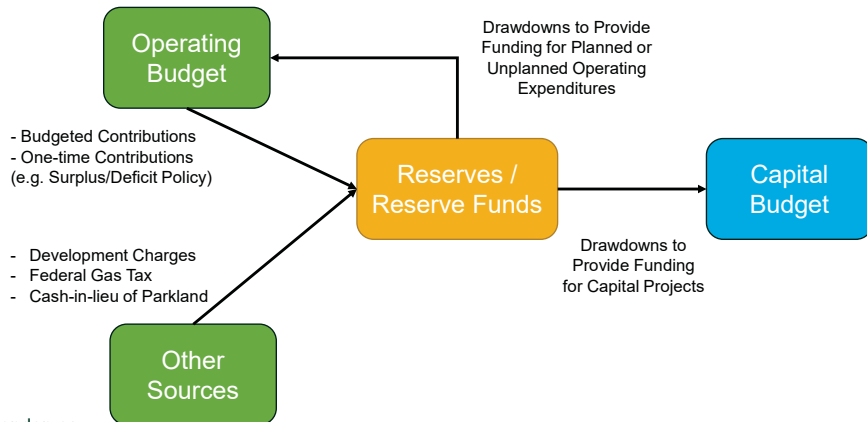 Operating
Budget
Drawdowns to Provide
Funding for Planned or
Unplanned Operating
Expenditures
- Budgeted Contributions
- One-time Contributions
(e.g. Surplus/Deficit Policy)
Reserves /
Reserve Funds
Capital
Budget
Drawdowns to
Provide Funding
for Capital Projects
- Development Charges
- Federal Gas Tax
- Cash-in-lieu of Parkland
Other
Sources